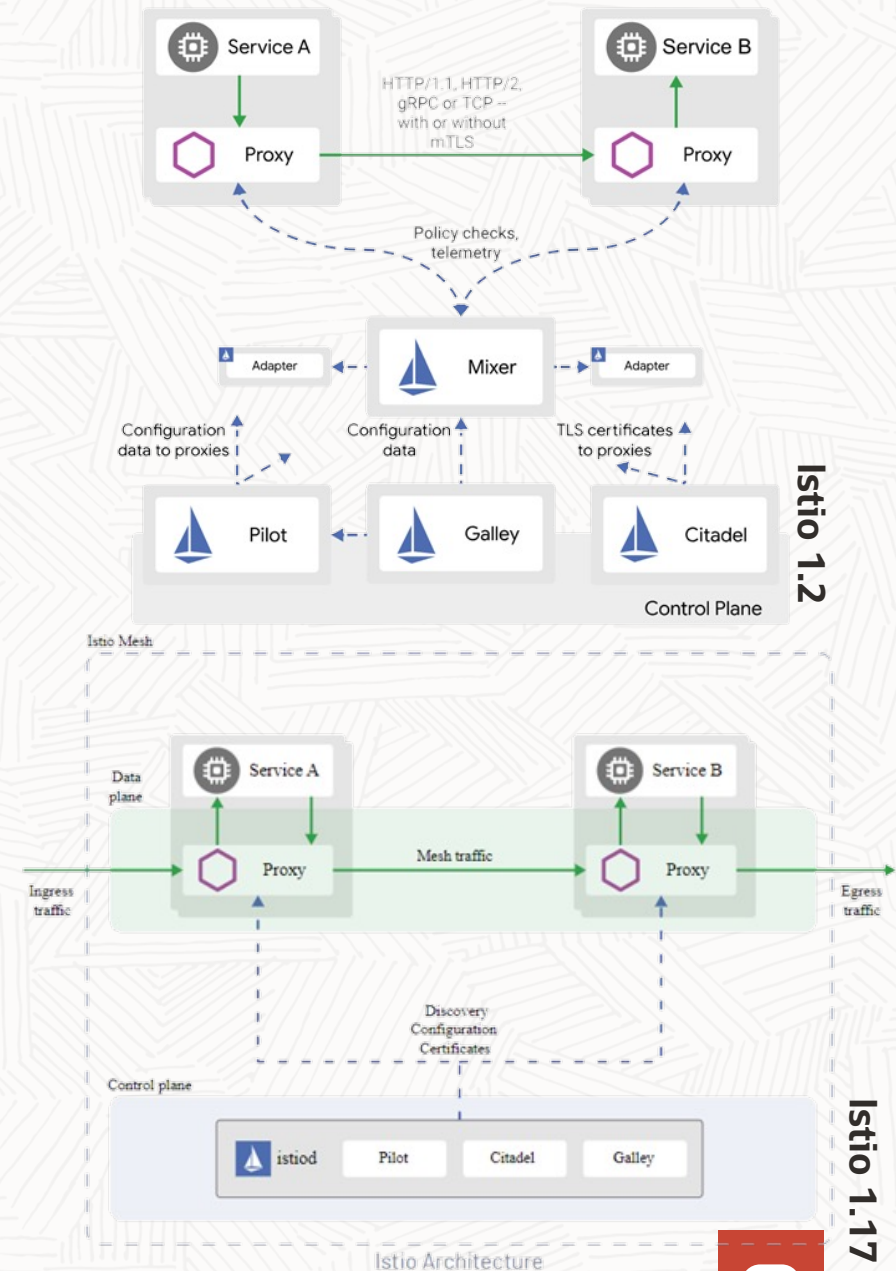 Service A
Service B
HTTP/1.1, HTTP/2,
gRPC or TCP --
with or without
mTLS
Proxy
Proxy
Policy checks,
telemetry
Mixer
Adapter
Adapter
Configuration
data to proxies
Configuration
data
TLS certificates
to proxies
Pilot
Galley
Citadel
Control Plane
Istio 1.2
Istio Mesh
Data
plane
Service A
Service B
Proxy
Mesh traffic
Proxy
Ingress
traffic
Egress
traffic
Discovery
Configuration
Certificates
Control plane
istiod
Pilot
Citadel
Galley
Istio 1.17
Istio Architecture